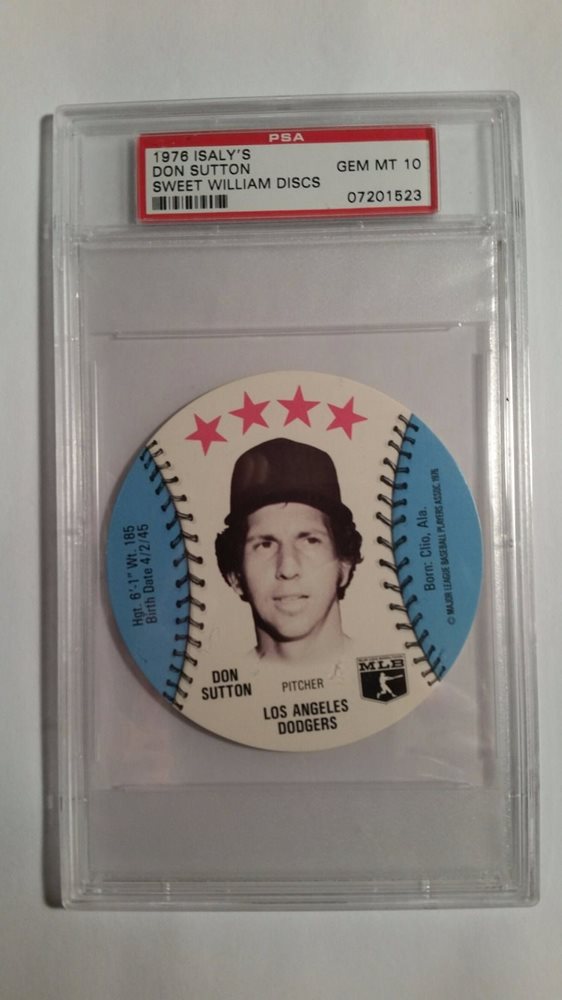 PSA
1976 ISALY'S
DON SUTTON
SWEET WILLIAM DISCS
GEM MT 10
07201523
Hgt. 6'-1" Wt. 185
Birth Date 4/2/45
Born: Clio, Ala.
© MAJOR LEAGUE BASEBALL PLAYERS ASSOC. 1976
DON
SUTTON
PITCHER
LOS ANGELES
DODGERS
MLB